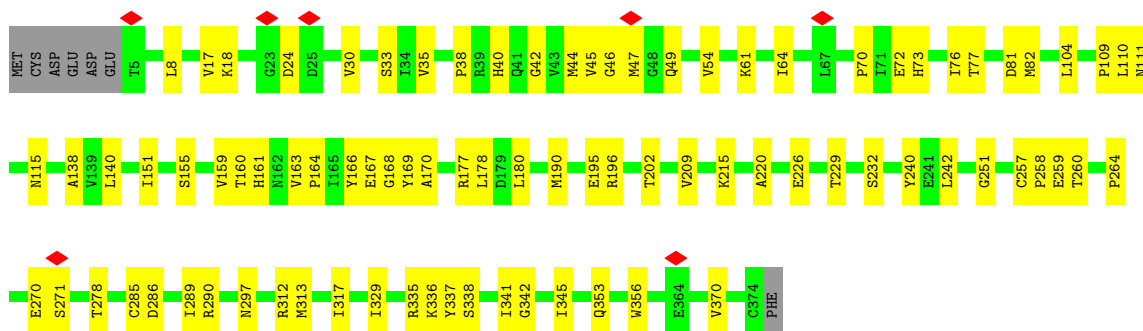 MET CYS ASP GLU ASP GLU T5 L8 V17 K18 G23 D24 D25 V30 S33 I34 V35 P38 R39 H40 Q41 G42 V43 M44 V45 G46 M47 G48 Q49 V54 K61 I64 L67 P70 I71 E72 H73 I76 T77 D81 M82 L104 P109 L110 N111
N115 A138 V139 L140 I151 S155 V159 T160 H161 N162 V163 P164 I165 Y166 E167 G168 Y169 A170 R177 L178 D179 L180 M190 E195 R196 T202 V209 K215 A220 E226 T229 S232 Y240 E241 L242 G251 C257 P258 E259 T260 P264
E270 S271 T278 C285 D286 I289 R290 N297 R312 M313 I317 I329 R335 K336 Y337 S338 I341 G342 I345 Q353 W356 E364 V370 C374 PHE